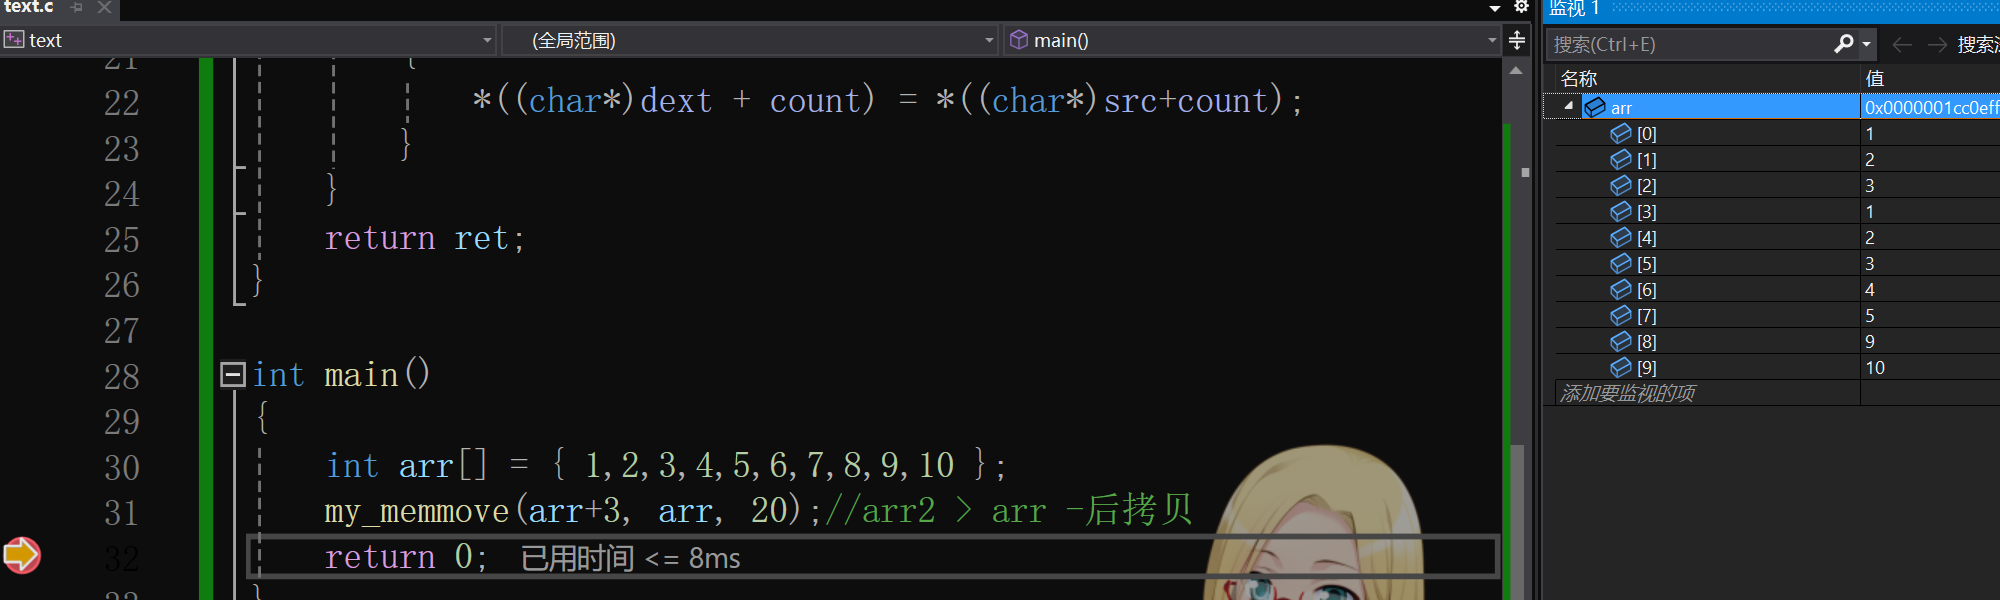 text.c
text
(全局范围)
main()
21
{
22
*((char*)dext + count) = *((char*)src+count);
23
}
24
}
25
return ret;
26
}
27
28
int main()
29
{
30
int arr[] = { 1,2,3,4,5,6,7,8,9,10 };
31
my_memmove(arr+3, arr, 20);//arr2 > arr -后拷贝
32
return 0; 已用时间 <= 8ms
33
}
监视 1
搜索(Ctrl+E)
搜索
名称 值
arr 0x0000001cc0eff
[0] 1
[1] 2
[2] 3
[3] 1
[4] 2
[5] 3
[6] 4
[7] 5
[8] 9
[9] 10
添加要监视的项